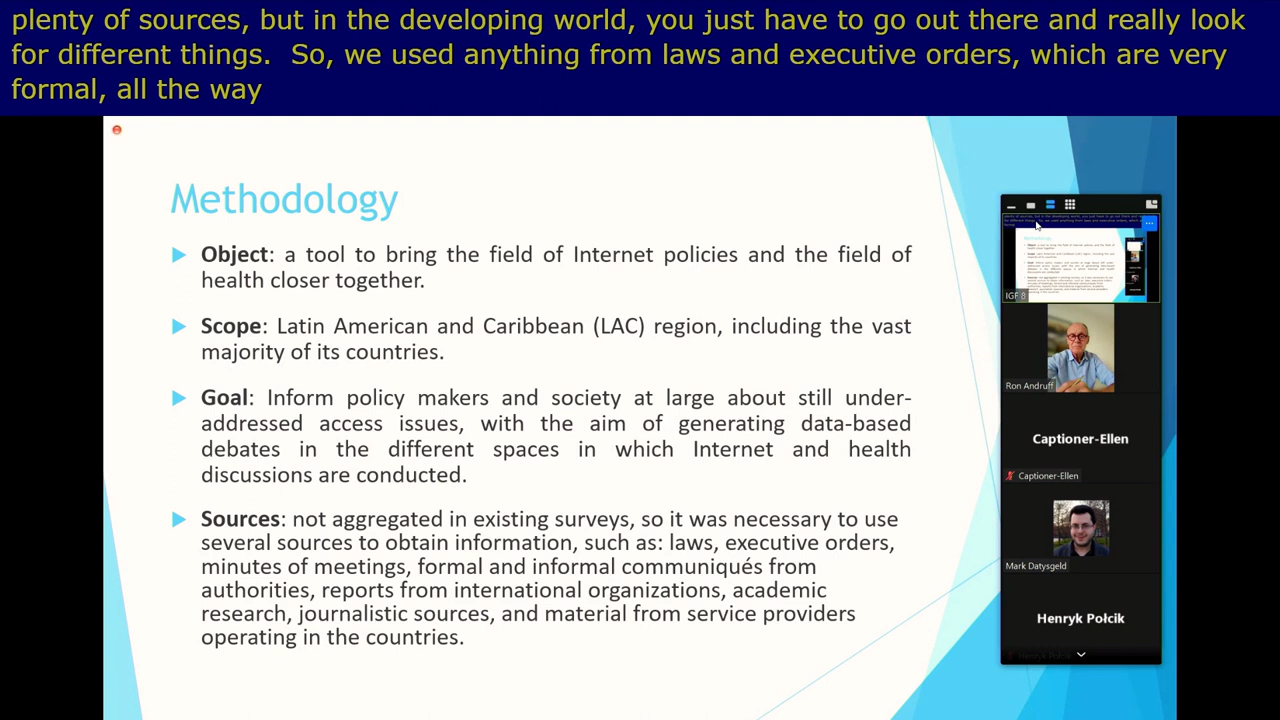 plenty of sources, but in the developing world, you just have to go out there and really look
for different things.  So, we used anything from laws and executive orders, which are very
formal, all the way
Methodology
Object: a tool to bring the field of Internet policies and the field of
health closer together.
Scope: Latin American and Caribbean (LAC) region, including the vast
majority of its countries.
Goal: Inform policy makers and society at large about still under-
addressed access issues, with the aim of generating data-based
debates in the different spaces in which Internet and health
discussions are conducted.
Sources: not aggregated in existing surveys, so it was necessary to use
several sources to obtain information, such as: laws, executive orders,
minutes of meetings, formal and informal communiqués from
authorities, reports from international organizations, academic
research, journalistic sources, and material from service providers
operating in the countries.
IGF 8
Ron Andruff
Captioner-Ellen
Captioner-Ellen
Mark Datysgeld
Henryk Połcik
Henryk Połcik